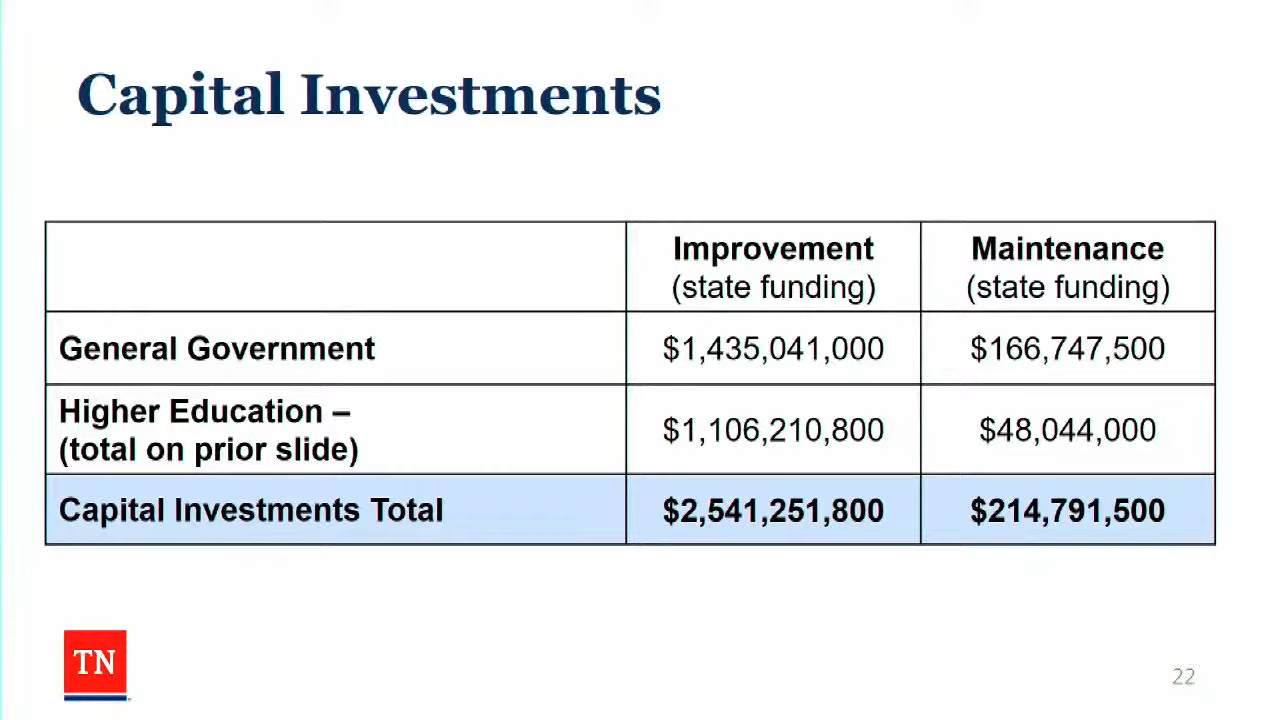 Capital Investments
Improvement Maintenance
(state funding) (state funding)
General Government $1,435,041,000 $166,747,500
Higher Education –
(total on prior slide) $1,106,210,800 $48,044,000
Capital Investments Total $2,541,251,800 $214,791,500
TN
22